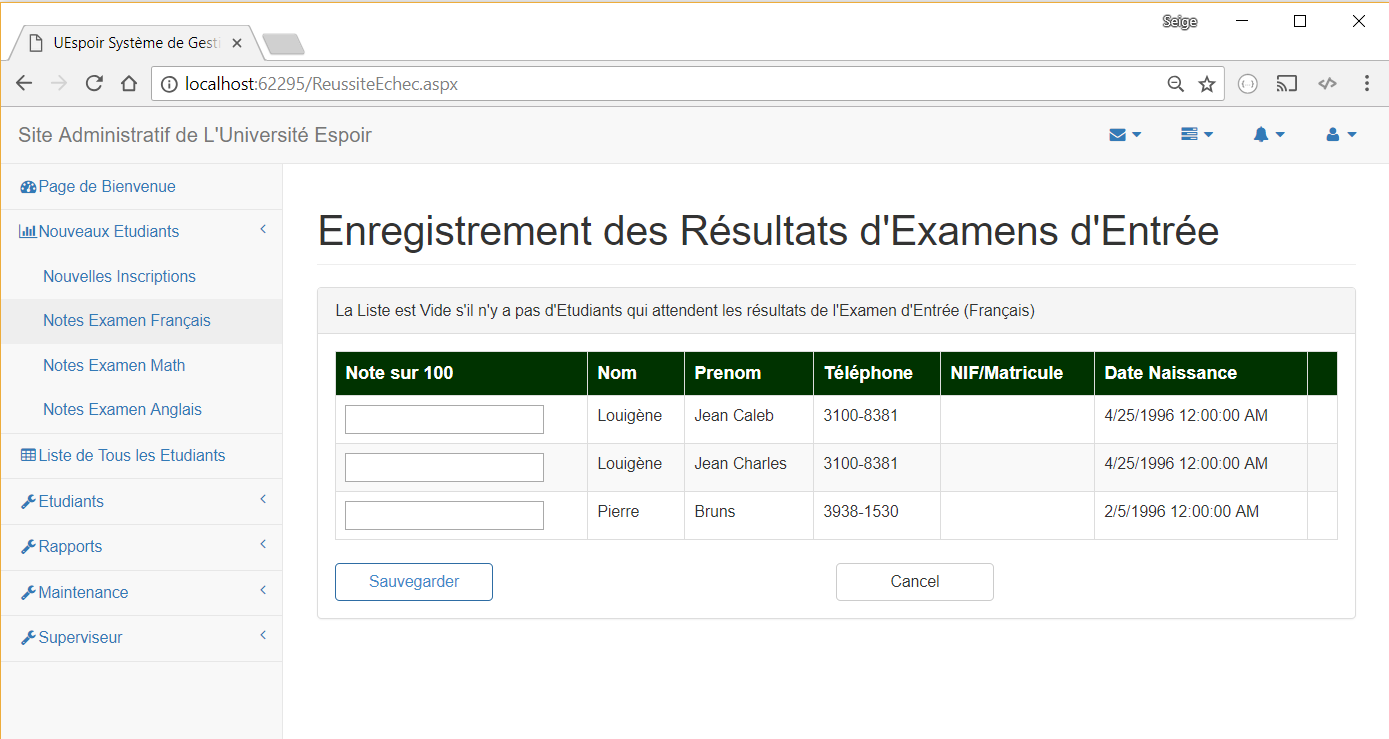 Seige
UEspoir Système de Gesti
localhost:62295/ReussiteEchec.aspx
Site Administratif de L'Université Espoir
Page de Bienvenue
Nouveaux Etudiants
Nouvelles Inscriptions
Notes Examen Français
Notes Examen Math
Notes Examen Anglais
Liste de Tous les Etudiants
Etudiants
Rapports
Maintenance
Superviseur
Enregistrement des Résultats d'Examens d'Entrée
La Liste est Vide s'il n'y a pas d'Etudiants qui attendent les résultats de l'Examen d'Entrée (Français)
Note sur 100 Nom Prenom Téléphone NIF/Matricule Date Naissance
Louigène Jean Caleb 3100-8381 4/25/1996 12:00:00 AM
Louigène Jean Charles 3100-8381 4/25/1996 12:00:00 AM
Pierre Bruns 3938-1530 2/5/1996 12:00:00 AM
Sauvegarder Cancel